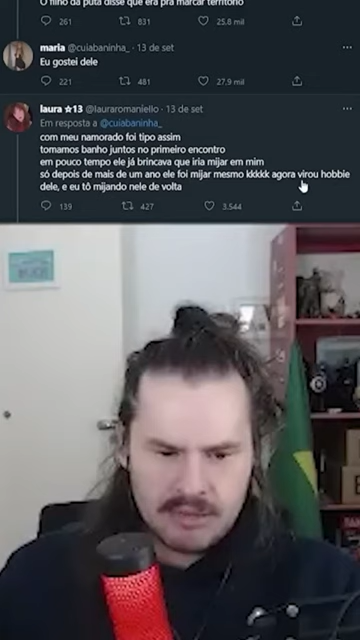 O filho da puta disse que era pra marcar território
261 831 25.8 mil
maria @cuiabaninha_ · 13 de set
Eu gostei dele
221 481 27.9 mil
laura ☆13 @lauraromaniello · 13 de set
Em resposta a @cuiabaninha_
com meu namorado foi tipo assim
tomamos banho juntos no primeiro encontro
em pouco tempo ele já brincava que iria mijar em mim
só depois de mais de um ano ele foi mijar mesmo kkkkk agora virou hobbie
dele, e eu tô mijando nele de volta
139 427 3.544